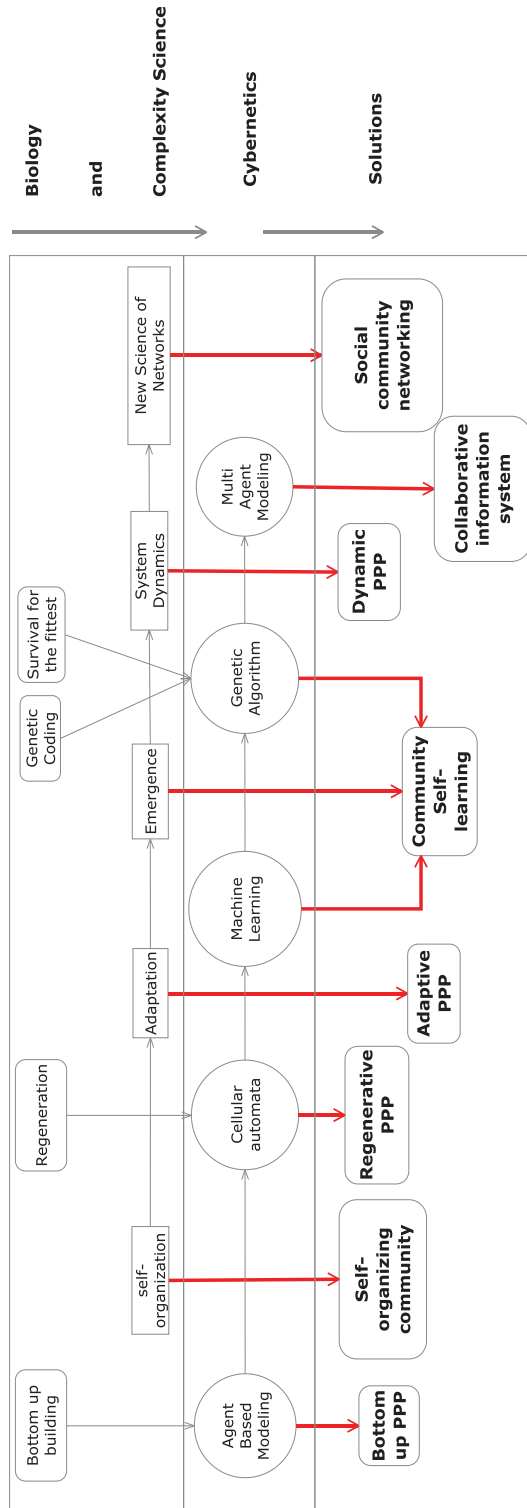 Bottom up
building
Regeneration
Genetic
Coding
Survival for
the fittest
Biology
and
Complexity Science
self-
organization
Adaptation
Emergence
System
Dynamics
New Science of
Networks
Agent
Based
Modeling
Cellular
automata
Machine
Learning
Genetic
Algorithm
Multi
Agent
Modeling
Cybernetics
Bottom
up PPP
Self-
organizing
community
Regenerative
PPP
Adaptive
PPP
Community
Self-
learning
Dynamic
PPP
Collaborative
information
system
Social
community
networking
Solutions